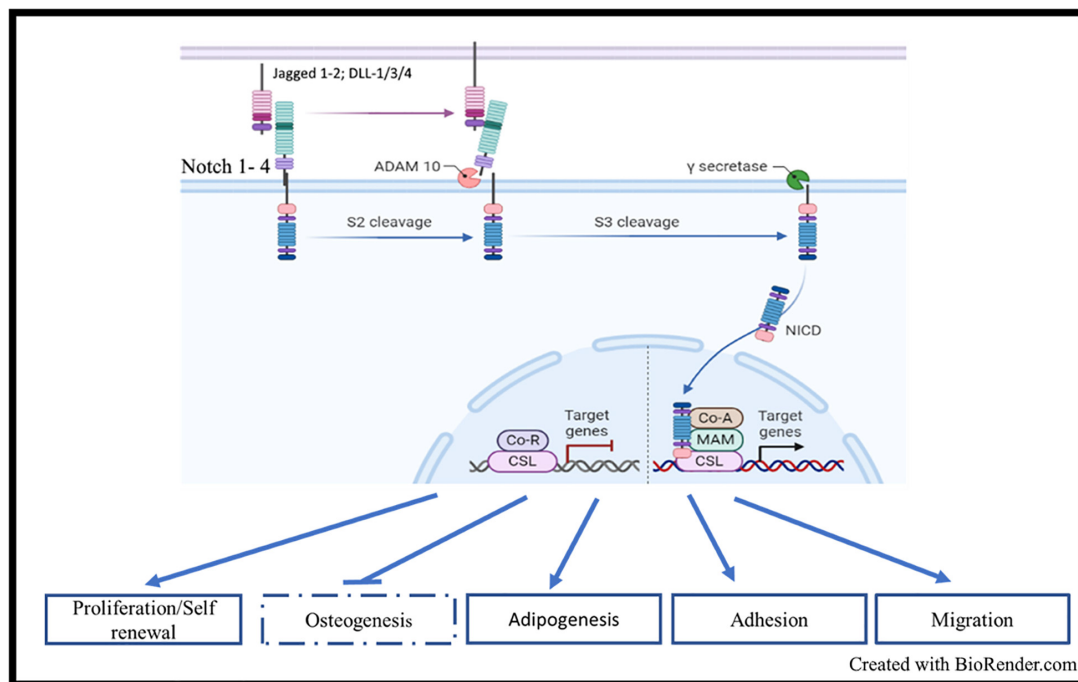 Jagged 1-2; DLL-1/3/4
Notch 1- 4
ADAM 10
γ secretase
S2 cleavage
S3 cleavage
NICD
Target
genes
Co-R
CSL
Co-A
MAM
CSL
Target
genes
Proliferation/Self
renewal
Osteogenesis
Adipogenesis
Adhesion
Migration
Created with BioRender.com